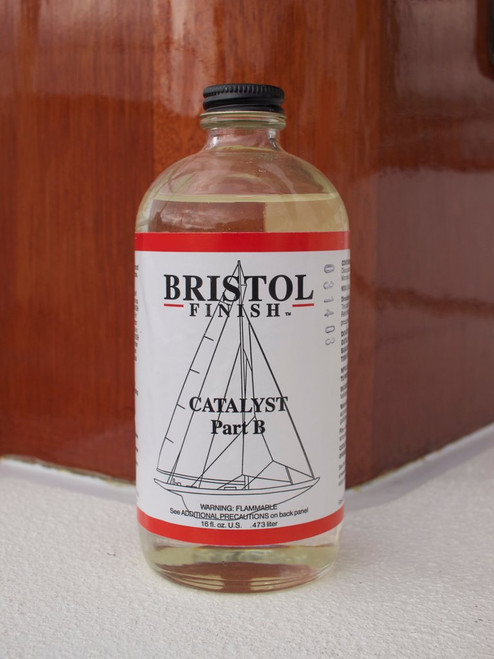 BRISTOL
FINISH™
CATALYST
Part B
WARNING: FLAMMABLE
See ADDITIONAL PRECAUTIONS on back panel
16 fl. oz. U.S. .473 liter
031403